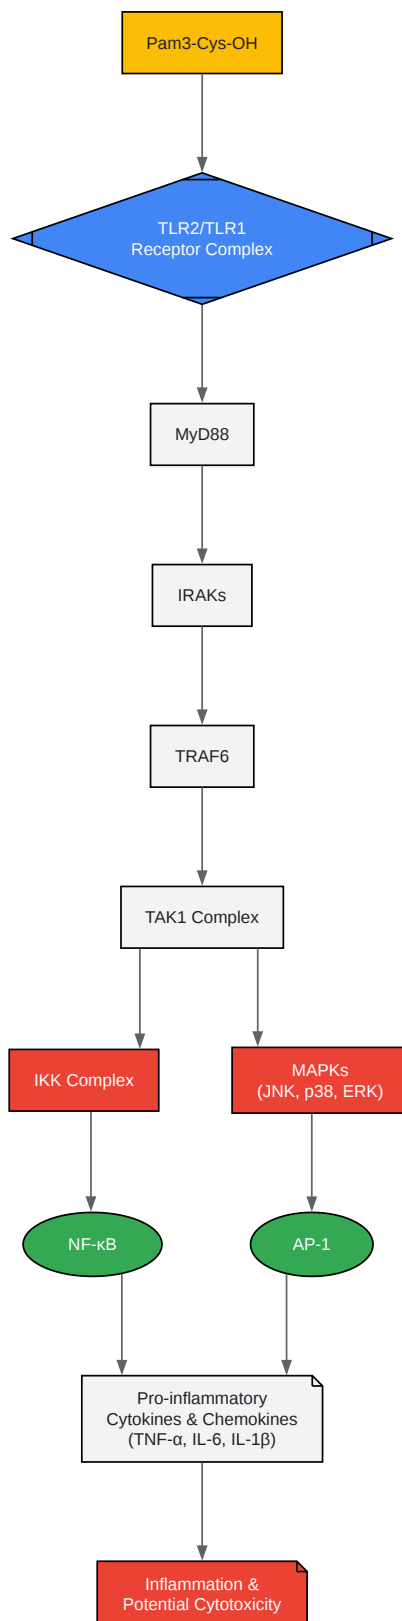 Pam3-Cys-OH
TLR2/TLR1
Receptor Complex
MyD88
IRAKs
TRAF6
TAK1 Complex
IKK Complex
MAPKs
(JNK, p38, ERK)
NF-κB
AP-1
Pro-inflammatory
Cytokines & Chemokines
(TNF-α, IL-6, IL-1β)
Inflammation &
Potential Cytotoxicity